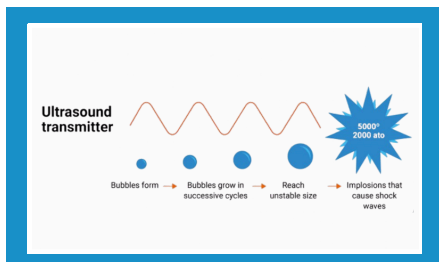 Ultrasound
transmitter
5000°
2000 ato
Bubbles form
Bubbles grow in
successive cycles
Reach
unstable size
Implosions that
cause shock
waves